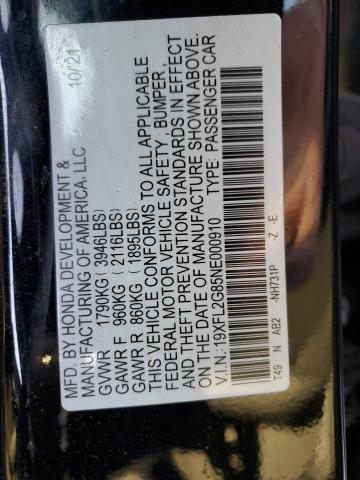 MFD. BY HONDA DEVELOPMENT &
MANUFACTURING OF AMERICA, LLC 10/21
GVWR 1790KG (3946LBS)
GAWR F 960KG (2116LBS)
GAWR R 860KG (1895LBS)
THIS VEHICLE CONFORMS TO ALL APPLICABLE
FEDERAL MOTOR VEHICLE SAFETY, BUMPER,
AND THEFT PREVENTION STANDARDS IN EFFECT
ON THE DATE OF MANUFACTURE SHOWN ABOVE.
V.I.N.: 19XFL2G85NE000910 TYPE: PASSENGER CAR
T49 N AB2 -NH731P -Z -E